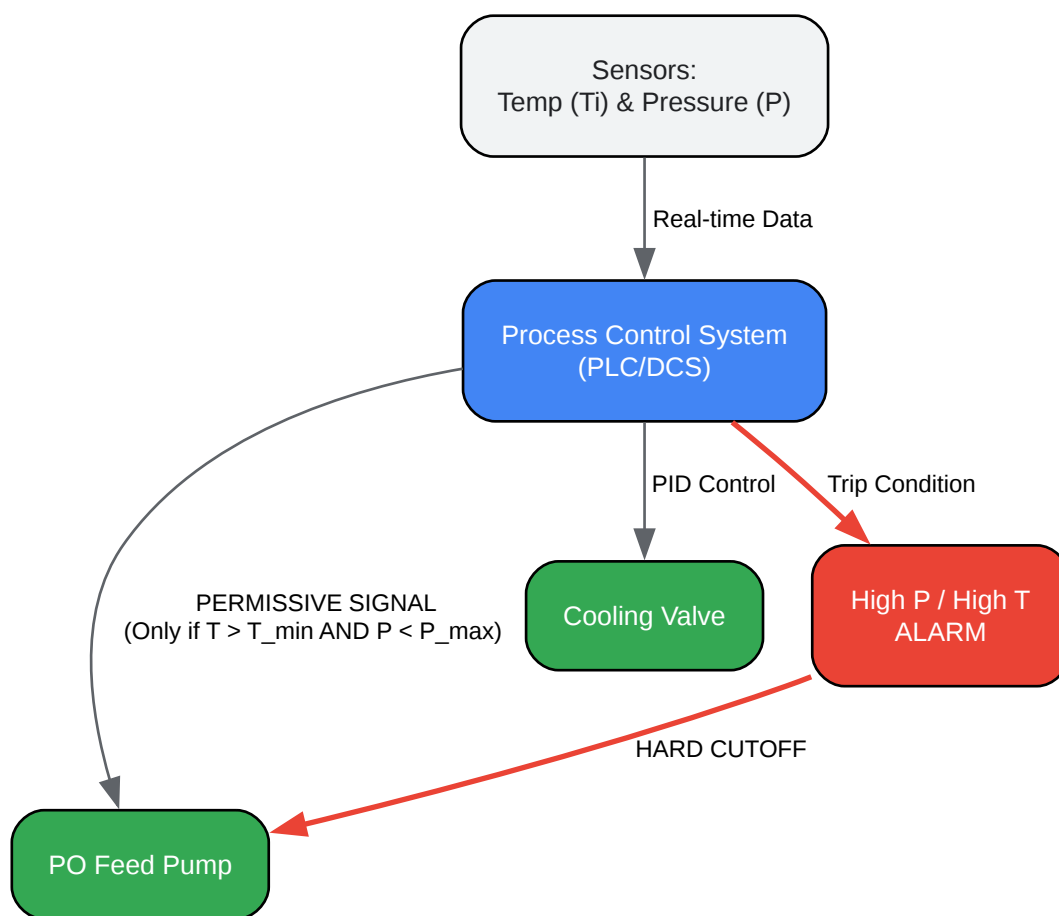 Sensors:
Temp (Ti) & Pressure (P)
Real-time Data
Process Control System
(PLC/DCS)
PID Control
Trip Condition
PERMISSIVE SIGNAL
(Only if T > T_min AND P < P_max)
Cooling Valve
High P / High T
ALARM
HARD CUTOFF
PO Feed Pump